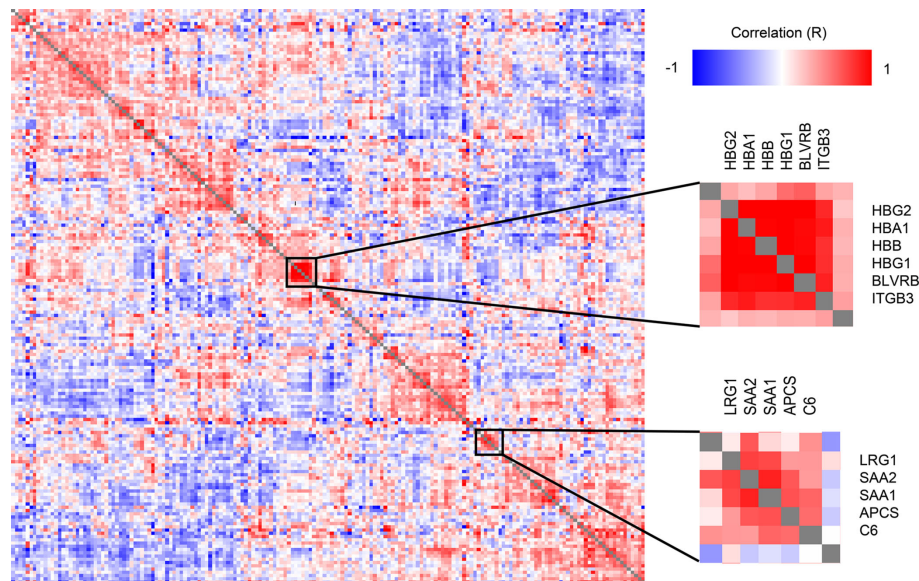 Correlation (R)
-1
1
HBG2
HBA1
HBB
HBG1
BLVRB
ITGB3
HBG2
HBA1
HBB
HBG1
BLVRB
ITGB3
LRG1
SAA2
SAA1
APCS
C6
LRG1
SAA2
SAA1
APCS
C6